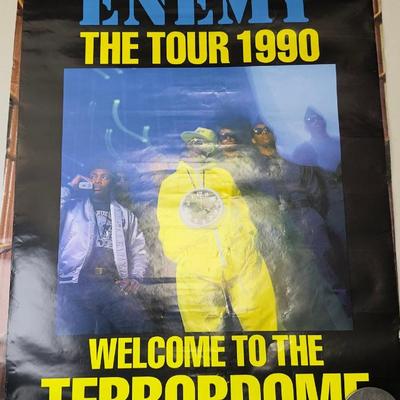 ENEMY
THE TOUR 1990
WELCOME TO THE
TERRORDOME